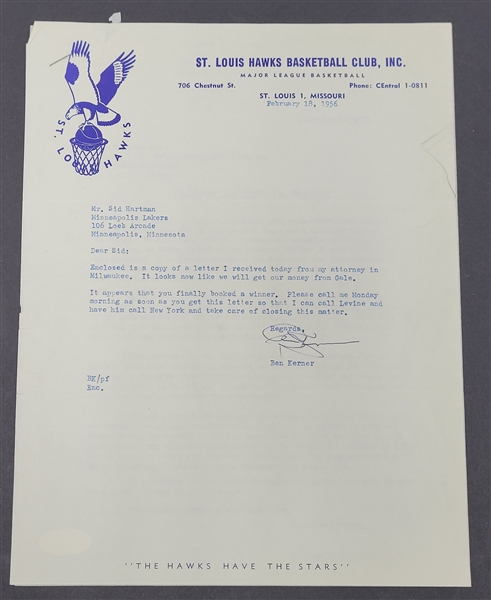 ST. LOUIS HAWKS BASKETBALL CLUB, INC.
MAJOR LEAGUE BASKETBALL
706 Chestnut St. Phone: CEntral 1-0811
ST. LOUIS 1, MISSOURI
February 18, 1956
ST. LOUIS HAWKS
Mr. Sid Hartman
Minneapolis Lakers
106 Loeb Arcade
Minneapolis, Minnesota
Dear Sid:
Enclosed is a copy of a letter I received today from my attorney in
Milwaukee. It looks now like we will get our money from Gale.
It appears that you finally booked a winner. Please call me Monday
morning as soon as you get this letter so that I can call Levine and
have him call New York and take care of closing this matter.
Regards,
Ben Kerner
BK/pf
Enc.
"THE HAWKS HAVE THE STARS"